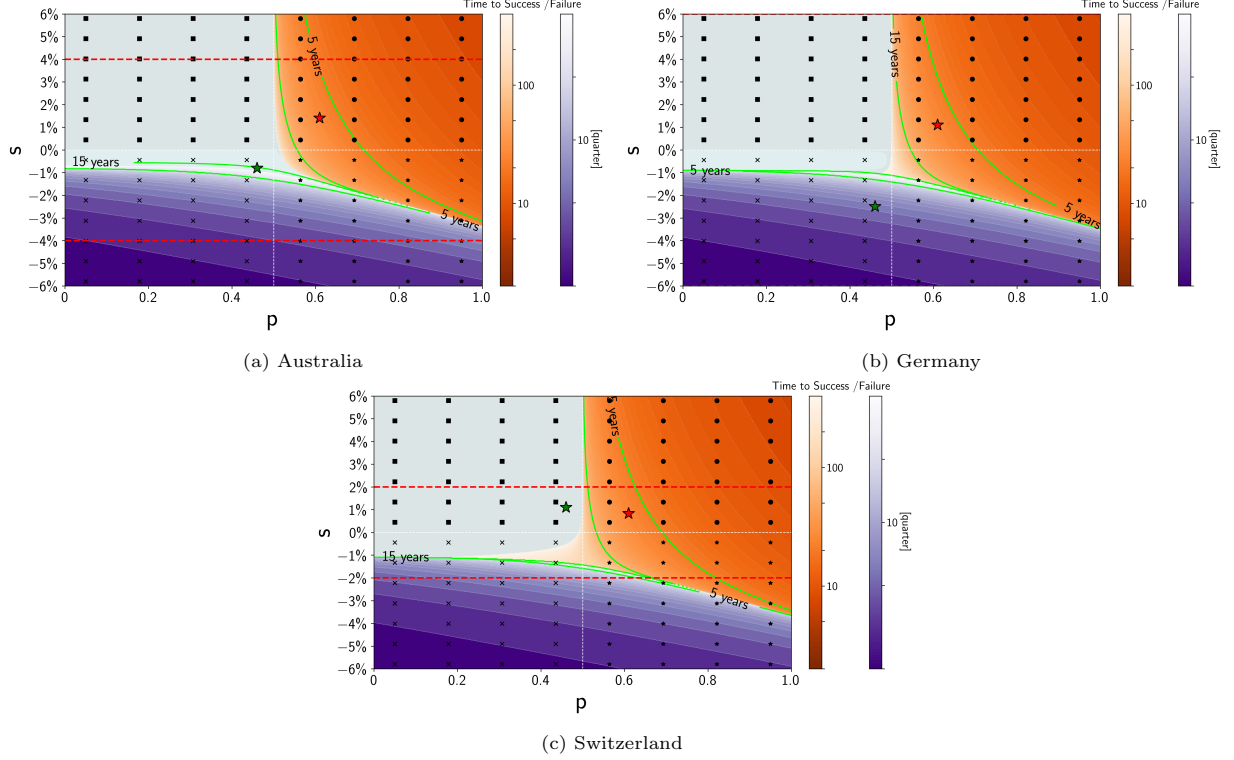 Time to Success /Failure
6%
5%
4%
3%
2%
1%
0%
−1%
−2%
−3%
−4%
−5%
−6%
s
15 years
5 years
5 years
0 0.2 0.4 0.6 0.8 1.0
p
100
10
10
[quarter]
(a) Australia
Time to Success /Failure
6%
5%
4%
3%
2%
1%
0%
−1%
−2%
−3%
−4%
−5%
−6%
s
15 years
5 years
5 years
0 0.2 0.4 0.6 0.8 1.0
p
100
10
10
[quarter]
(b) Germany
Time to Success /Failure
6%
5%
4%
3%
2%
1%
0%
−1%
−2%
−3%
−4%
−5%
−6%
s
5 years
15 years
5 years
0 0.2 0.4 0.6 0.8 1.0
p
100
10
10
[quarter]
(c) Switzerland